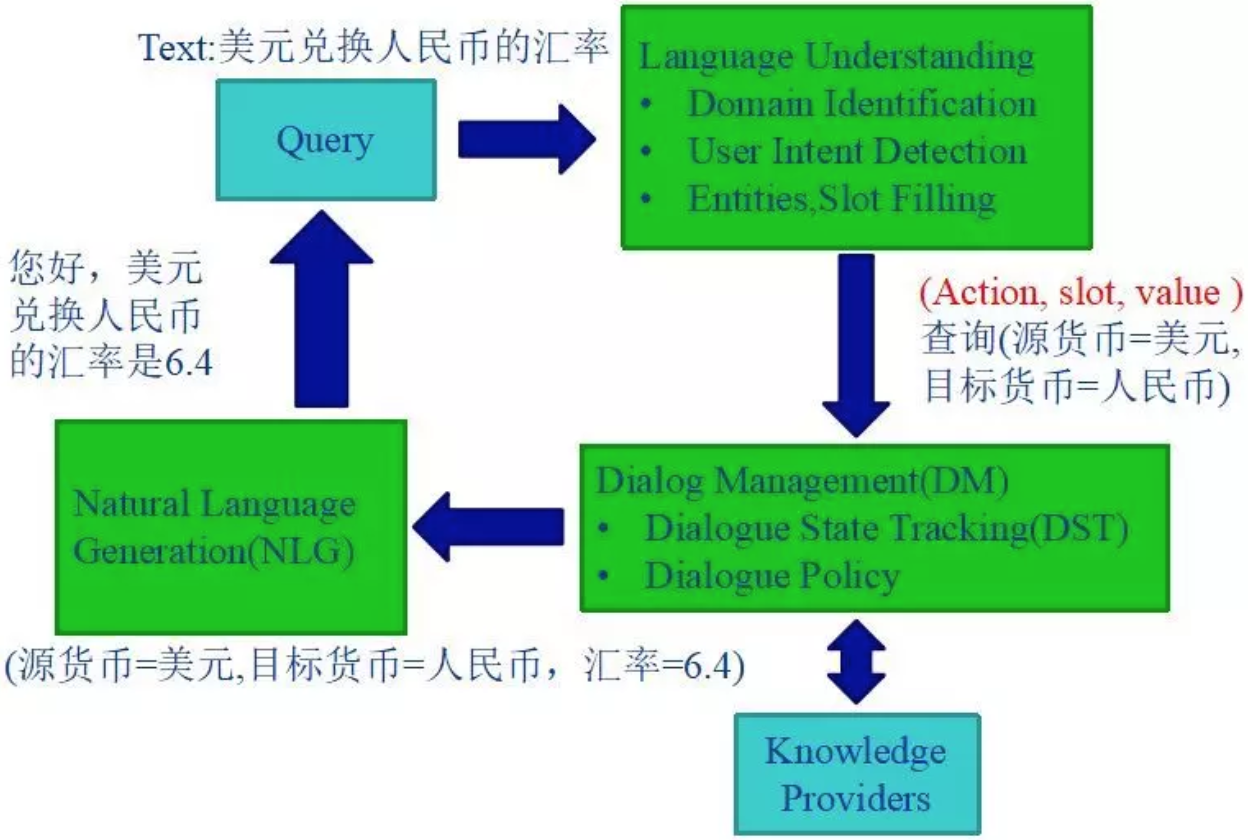 Text:美元兑换人民币的汇率
Query
Language Understanding
• Domain Identification
• User Intent Detection
• Entities,Slot Filling
(Action, slot, value )
查询(源货币=美元,
目标货币=人民币)
您好，美元
兑换人民币
的汇率是6.4
Natural Language
Generation(NLG)
Dialog Management(DM)
• Dialogue State Tracking(DST)
• Dialogue Policy
(源货币=美元,目标货币=人民币，汇率=6.4)
Knowledge
Providers